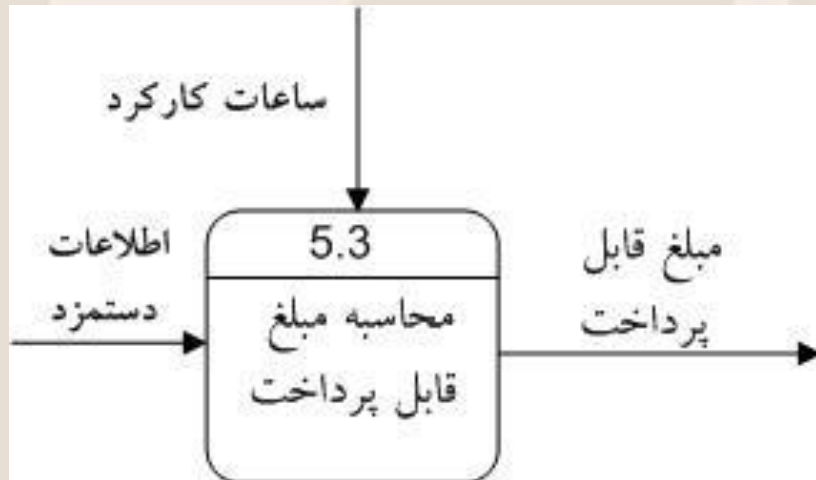 ساعات کارکرد
اطلاعات
دستمزد
5.3
محاسبه مبلغ
قابل پرداخت
مبلغ قابل
پرداخت